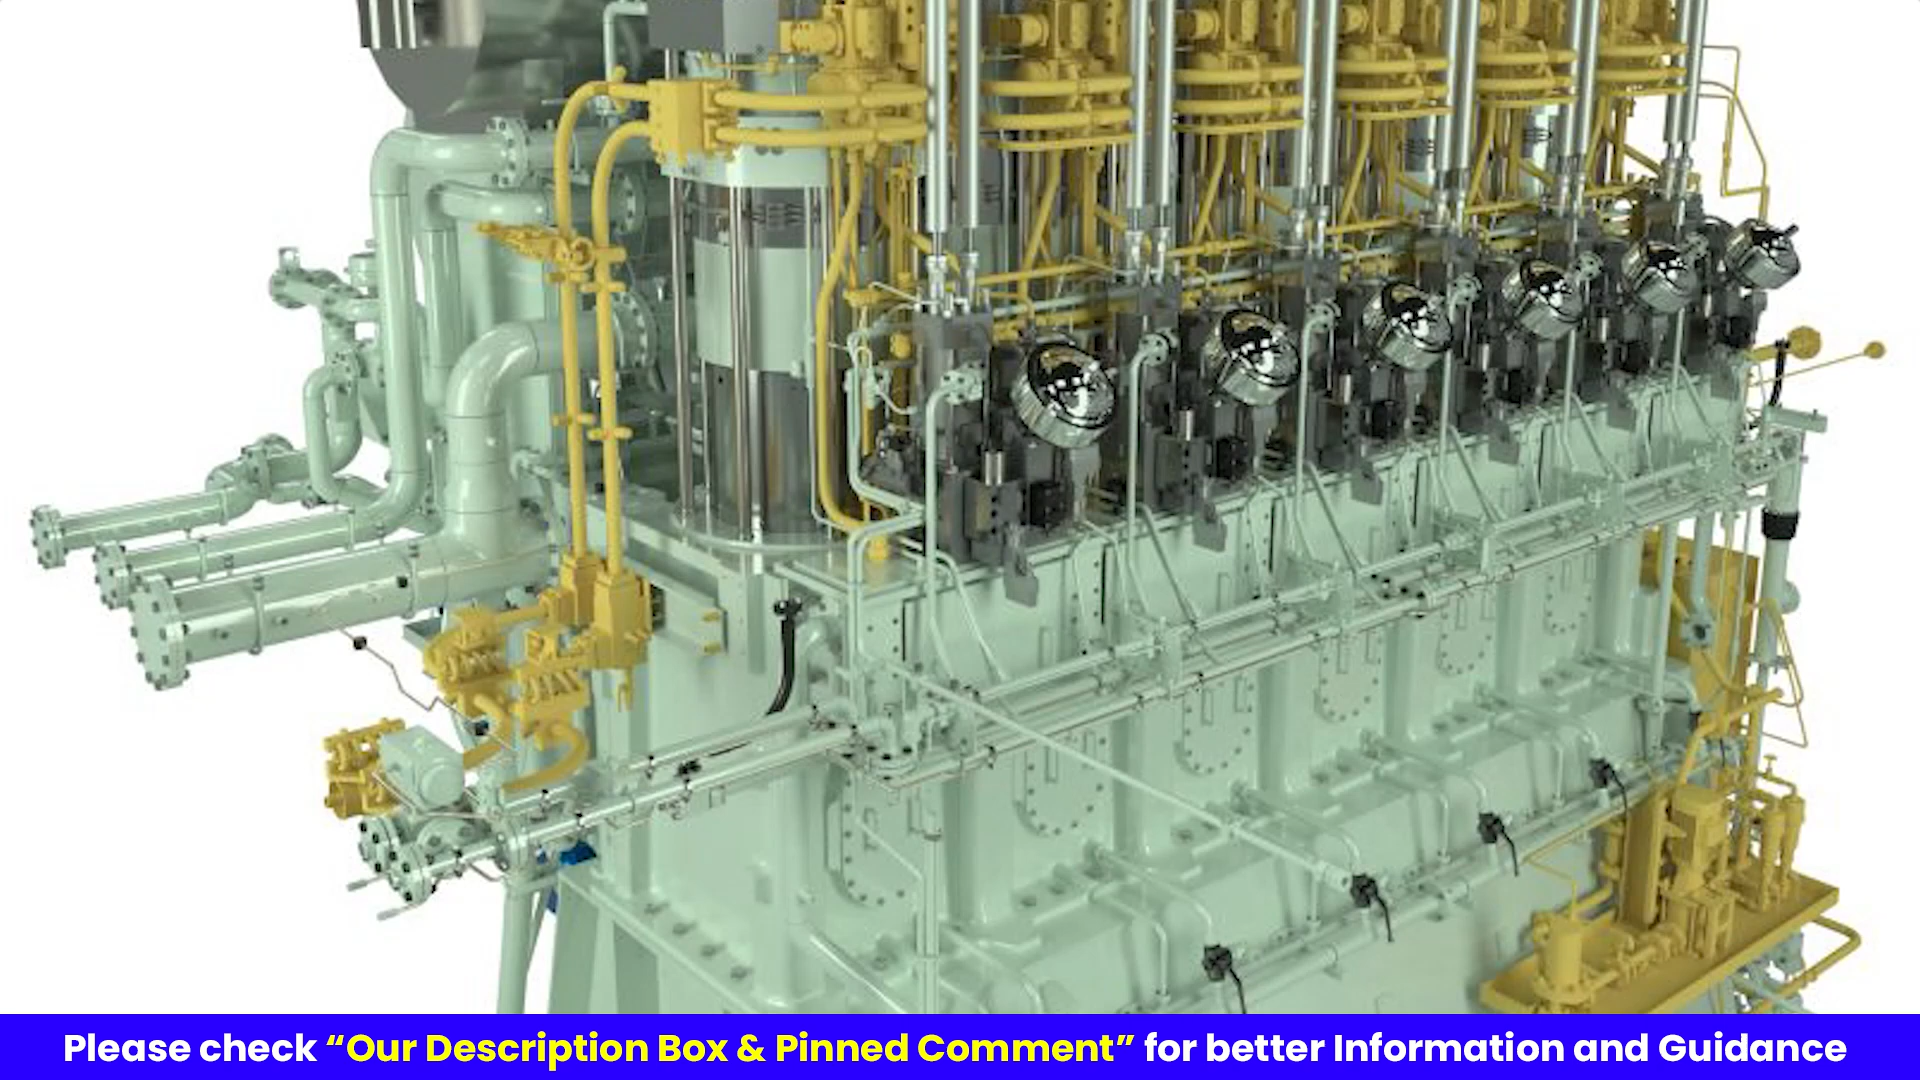 Please check “Our Description Box & Pinned Comment” for better Information and Guidance